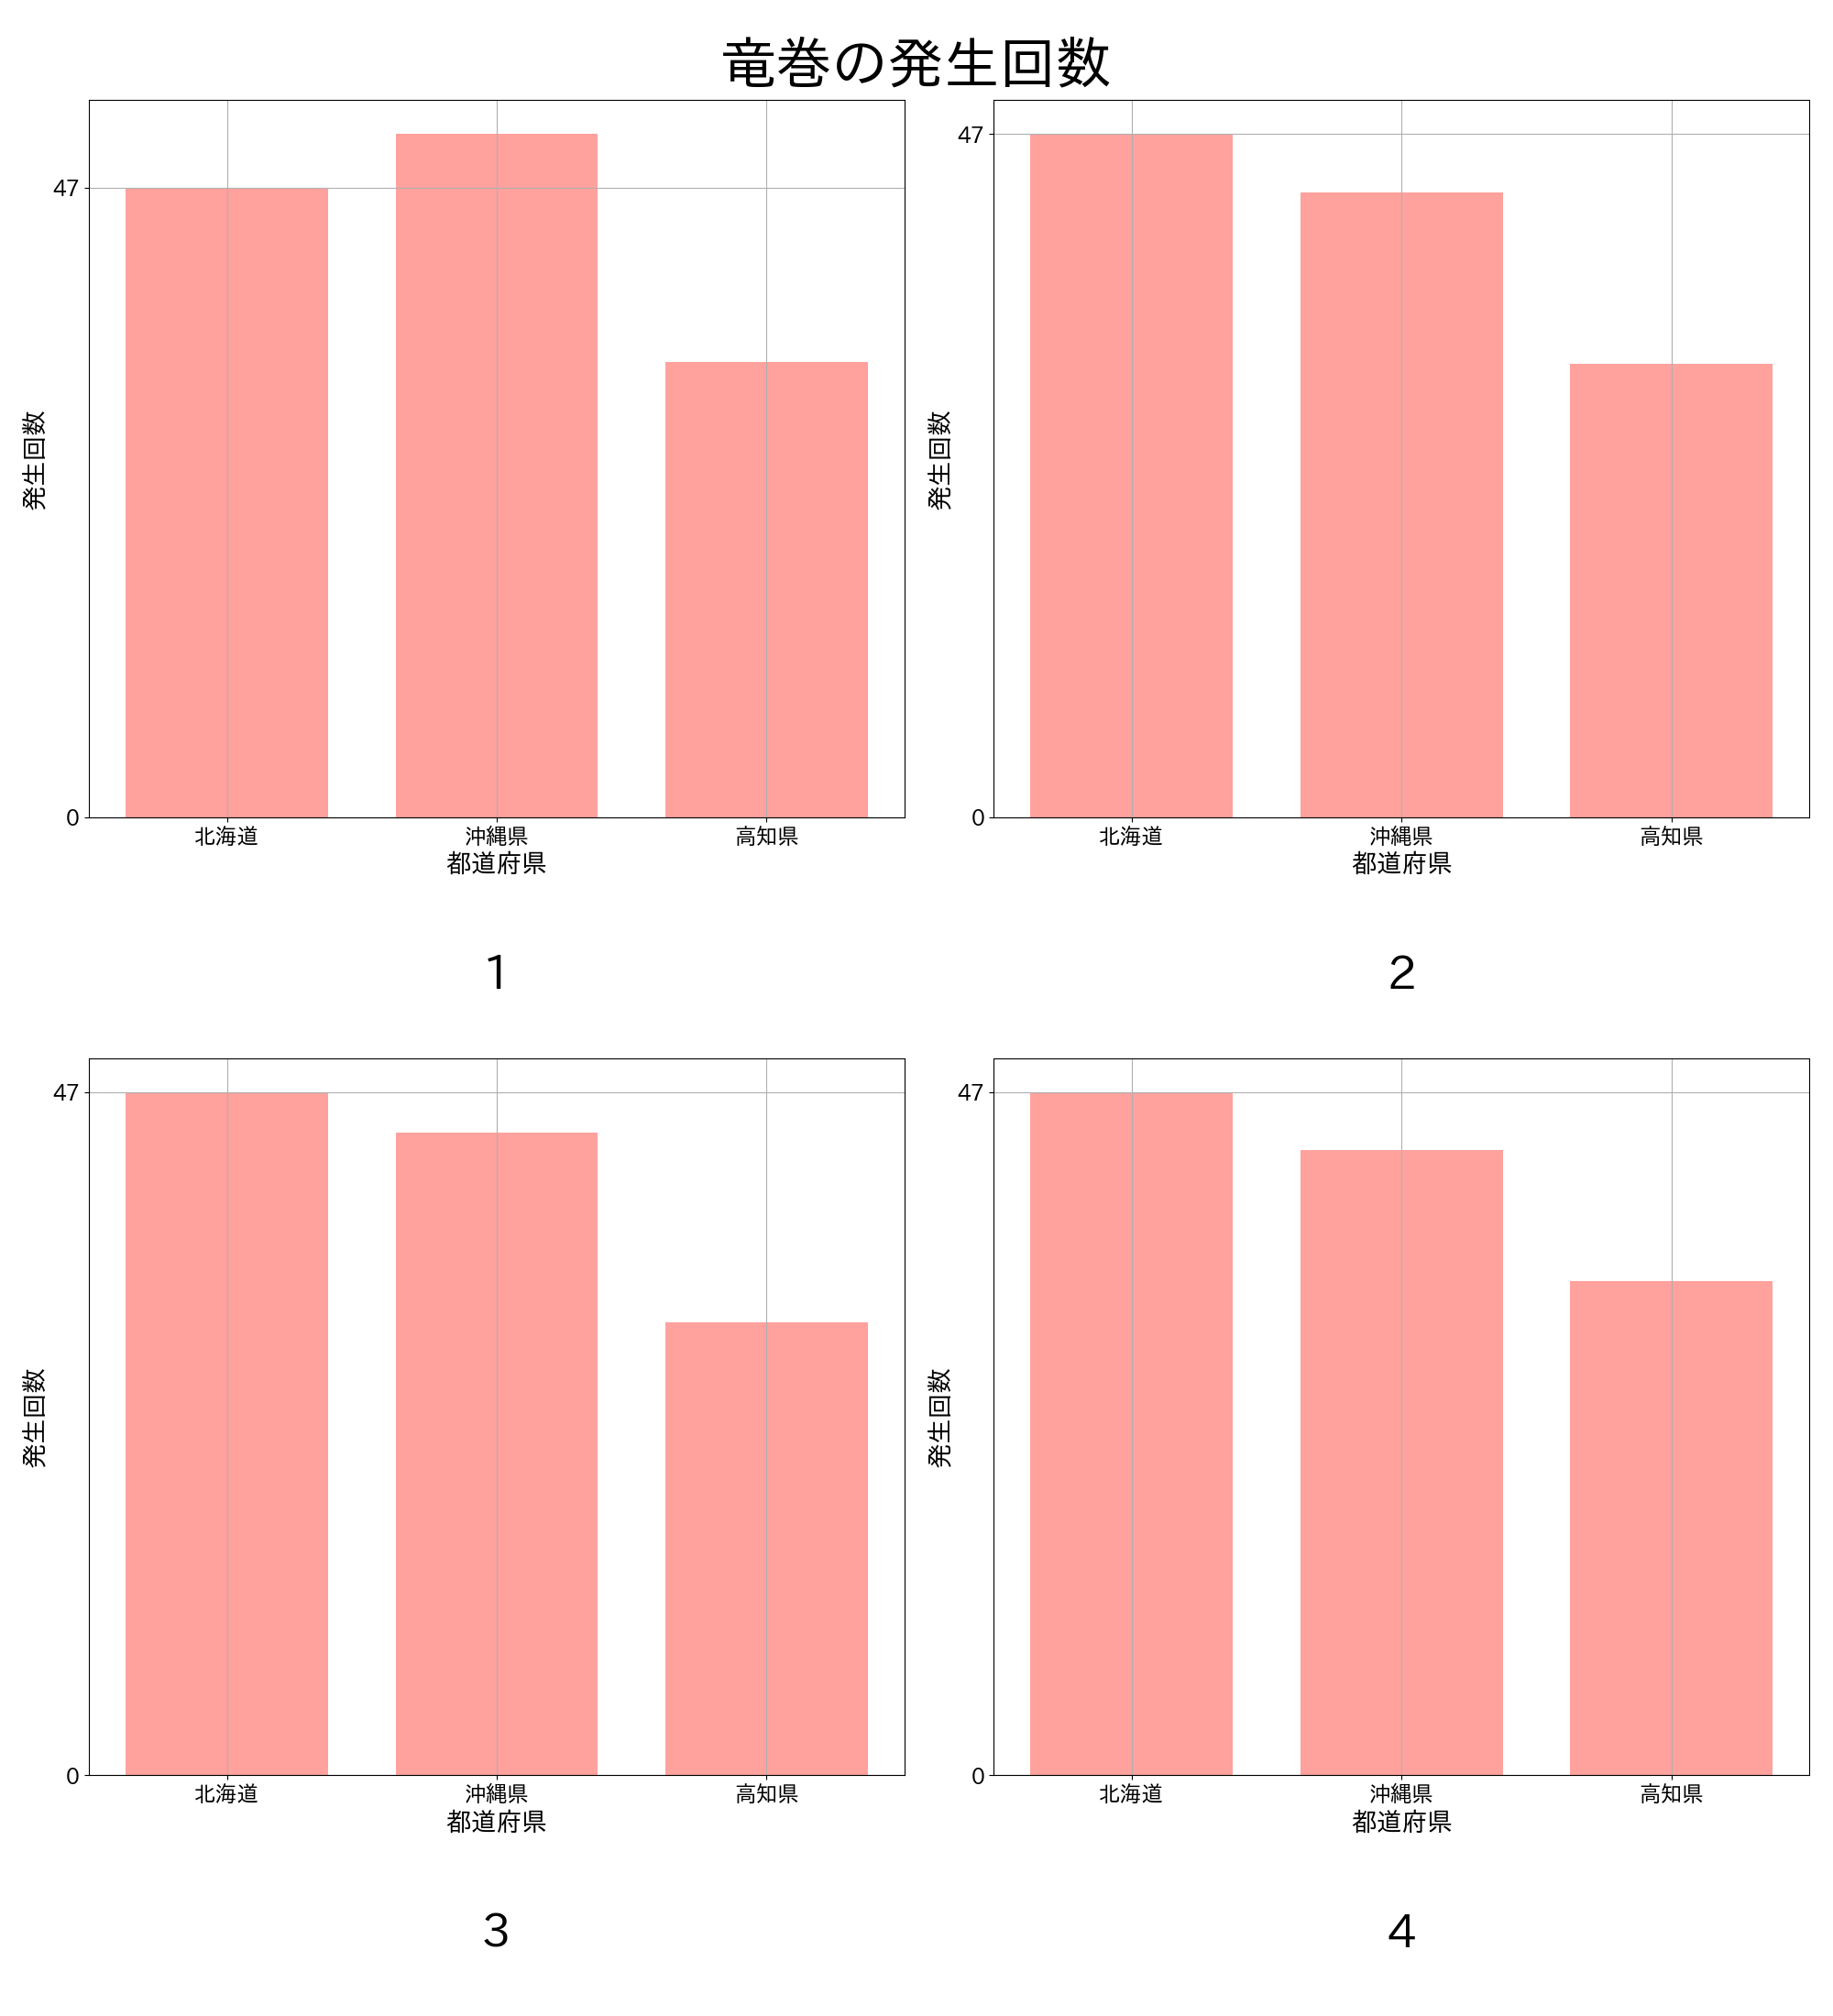 竜巻の発生回数
47
0
発生回数
北海道
沖縄県
高知県
都道府県
1
47
0
発生回数
北海道
沖縄県
高知県
都道府県
2
47
0
発生回数
北海道
沖縄県
高知県
都道府県
3
47
0
発生回数
北海道
沖縄県
高知県
都道府県
4